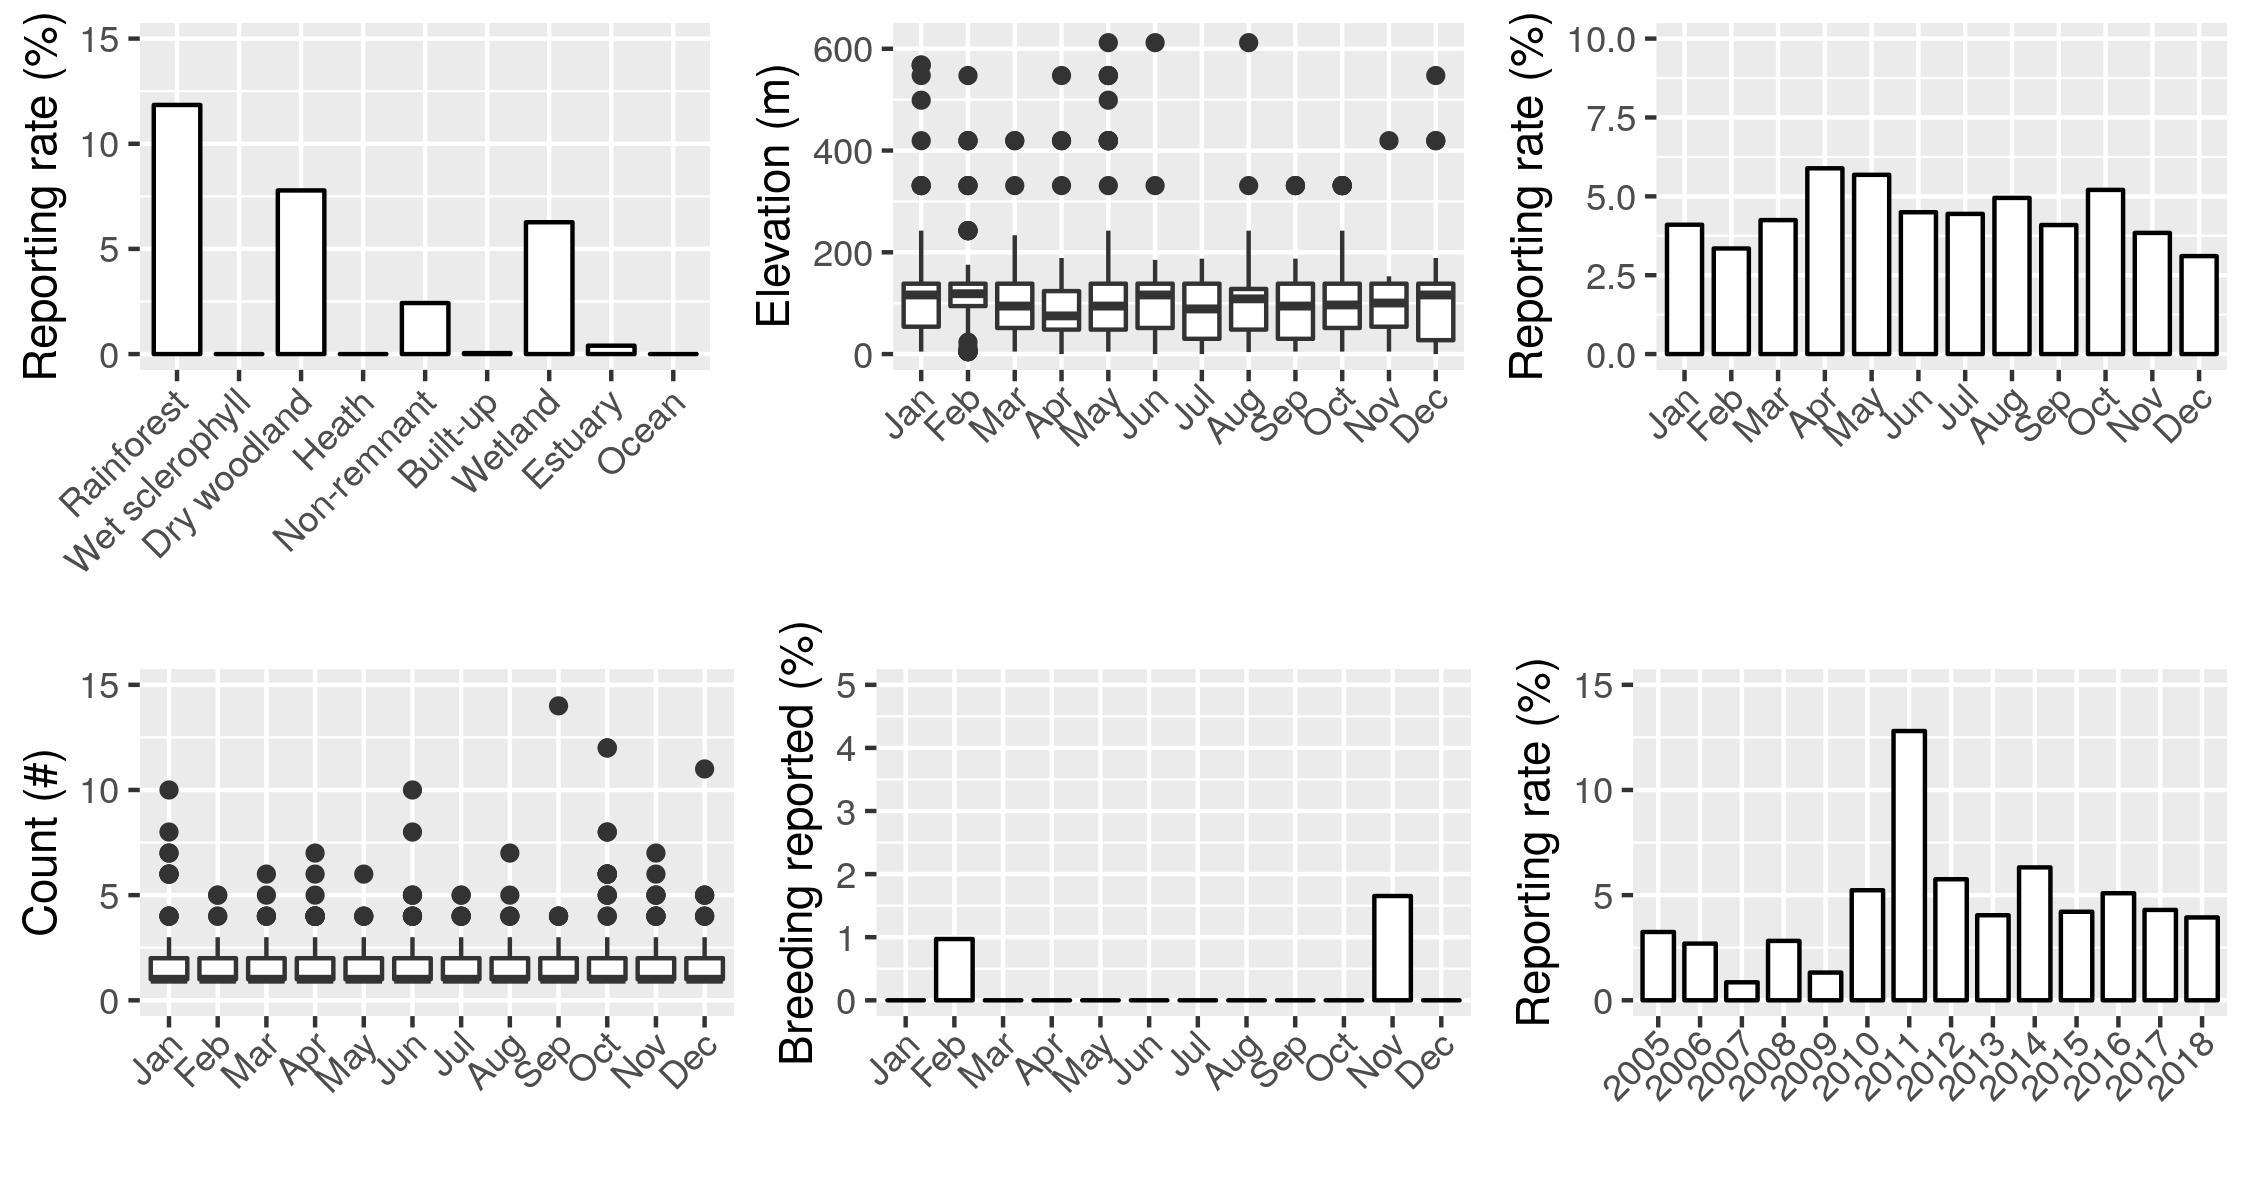 Reporting rate (%)
15
10
5
0
Rainforest
Wet sclerophyll
Dry woodland
Heath
Non-remnant
Built-up
Wetland
Estuary
Ocean
Elevation (m)
600
400
200
0
Jan
Feb
Mar
Apr
May
Jun
Jul
Aug
Sep
Oct
Nov
Dec
Reporting rate (%)
10.0
7.5
5.0
2.5
0.0
Jan
Feb
Mar
Apr
May
Jun
Jul
Aug
Sep
Oct
Nov
Dec
Count (#)
15
10
5
0
Jan
Feb
Mar
Apr
May
Jun
Jul
Aug
Sep
Oct
Nov
Dec
Breeding reported (%)
5
4
3
2
1
0
Jan
Feb
Mar
Apr
May
Jun
Jul
Aug
Sep
Oct
Nov
Dec
Reporting rate (%)
15
10
5
0
2005
2006
2007
2008
2009
2010
2011
2012
2013
2014
2015
2016
2017
2018